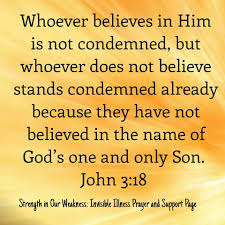 Whoever believes in Him
is not condemned, but
whoever does not believe
stands condemned already
because they have not
believed in the name of
God's one and only Son.
John 3:18
Strength in Our Weakness: Invisible Illness Prayer and Support Page